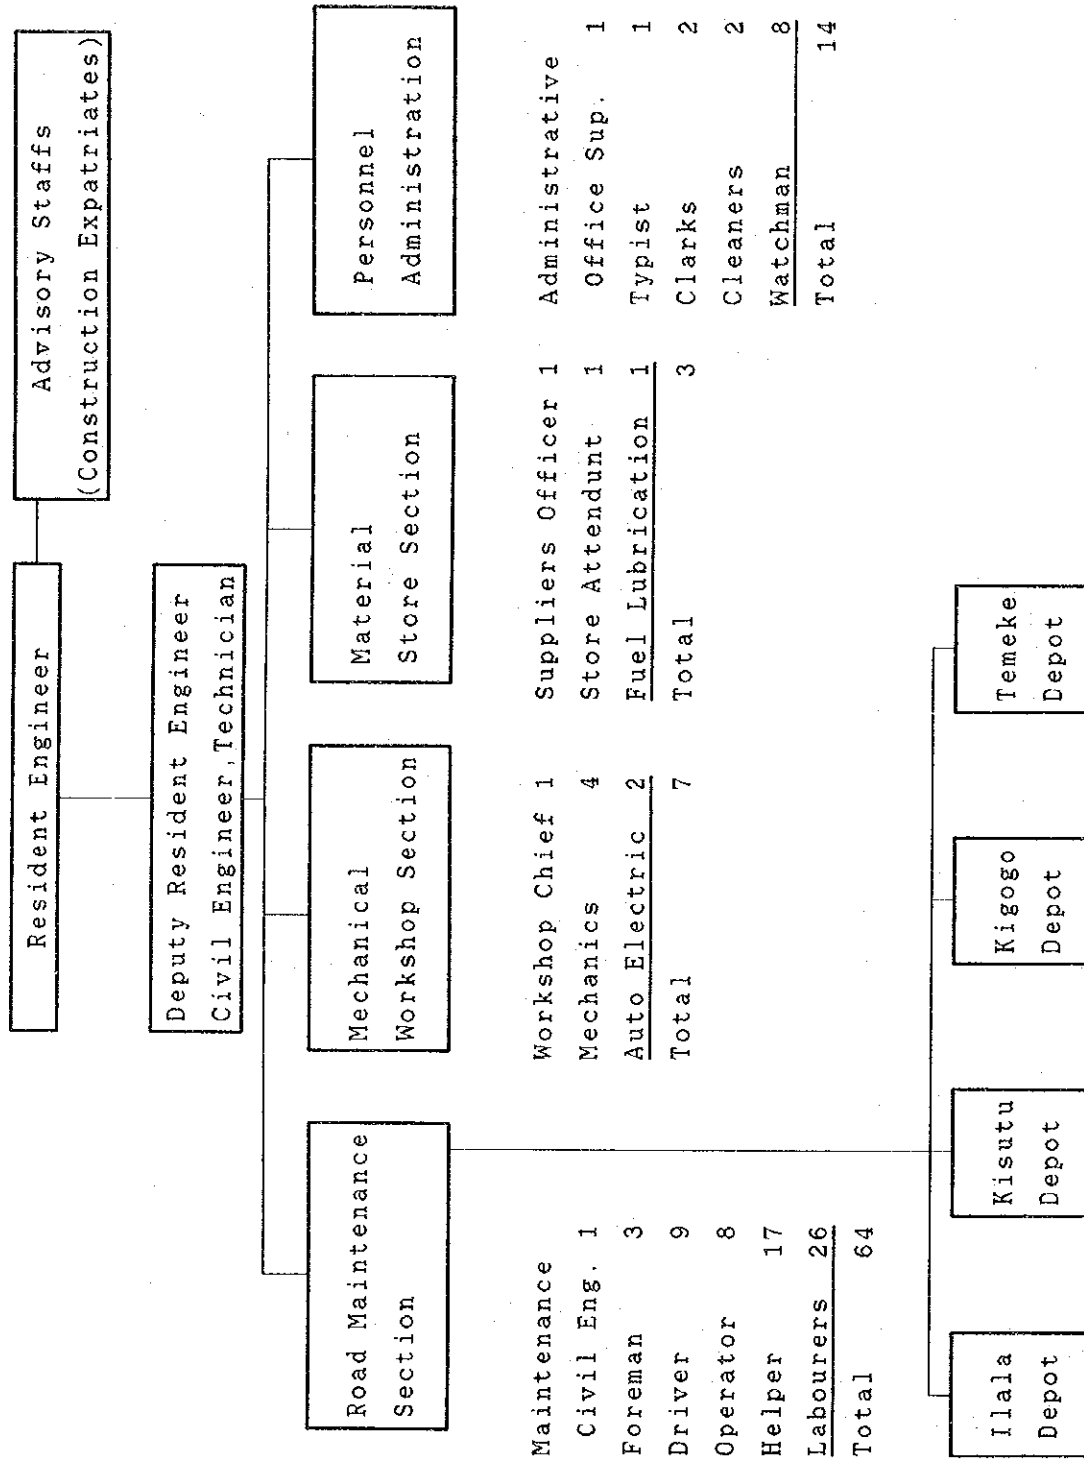 Resident Engineer
Advisory Staffs
(Construction Expatriates)
Deputy Resident Engineer
Civil Engineer,Technician
Road Maintenance
Section
Mechanical
Workshop Section
Material
Store Section
Personnel
Administration
Maintenance
Civil Eng. 1
Foreman 3
Driver 9
Operator 8
Helper 17
Labourers 26
Total 64
Workshop Chief 1
Mechanics 4
Auto Electric 2
Total 7
Suppliers Officer 1
Store Attendunt 1
Fuel Lubrication 1
Total 3
Administrative
Office Sup. 1
Typist 1
Clarks 2
Cleaners 2
Watchman 8
Total 14
Ilala
Depot
Kisutu
Depot
Kigogo
Depot
Temeke
Depot